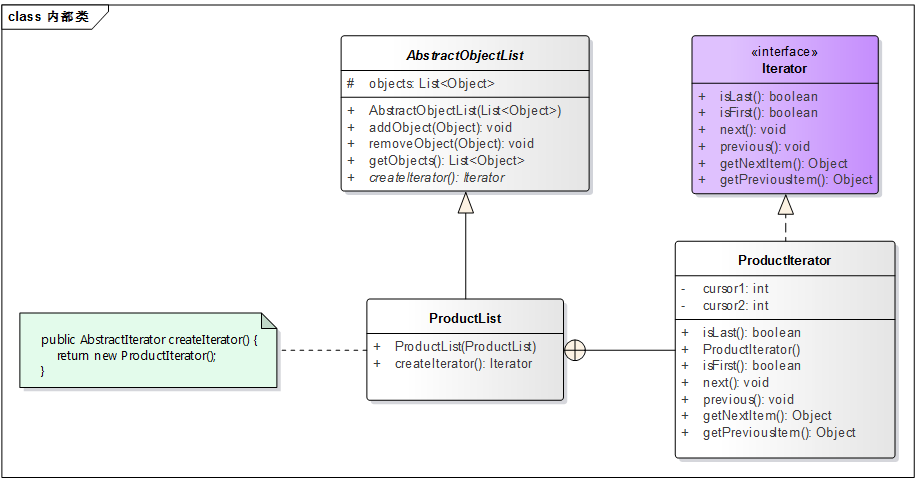 class 内部类
AbstractObjectList
# objects: List<Object>
+ AbstractObjectList(List<Object>)
+ addObject(Object): void
+ removeObject(Object): void
+ getObjects(): List<Object>
+ createIterator(): Iterator
«interface»
Iterator
+ isLast(): boolean
+ isFirst(): boolean
+ next(): void
+ previous(): void
+ getNextItem(): Object
+ getPreviousItem(): Object
public AbstractIterator createIterator() {
return new ProductIterator();
}
ProductList
+ ProductList(ProductList)
+ createIterator(): Iterator
ProductIterator
- cursor1: int
- cursor2: int
+ isLast(): boolean
+ ProductIterator()
+ isFirst(): boolean
+ next(): void
+ previous(): void
+ getNextItem(): Object
+ getPreviousItem(): Object